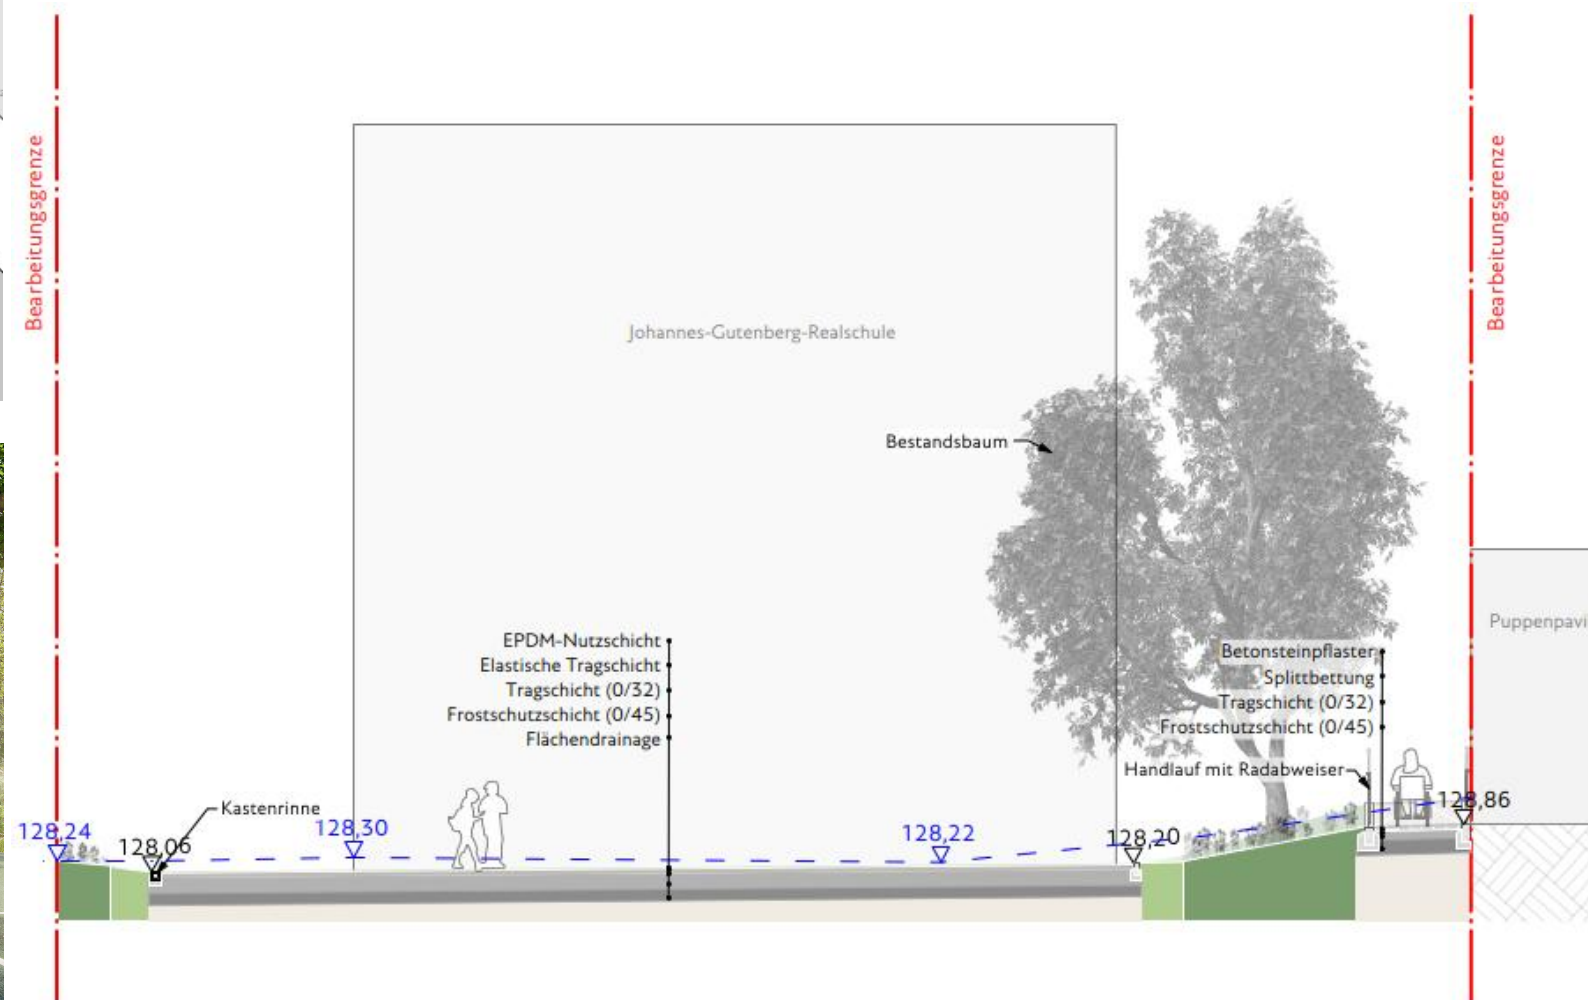 Bearbeitungsgrenze
Bearbeitungsgrenze
Johannes-Gutenberg-Realschule
Bestandsbaum
Puppenpavi
EPDM-Nutzschicht
Elastische Tragschicht
Tragschicht (0/32)
Frostschutzschicht (0/45)
Flächendrainage
Betonsteinpflaster
Splittbettung
Tragschicht (0/32)
Frostschutzschicht (0/45)
Handlauf mit Radabweiser
Kastenrinne
128,24
128,06
128,30
128,22
128,20
128,86